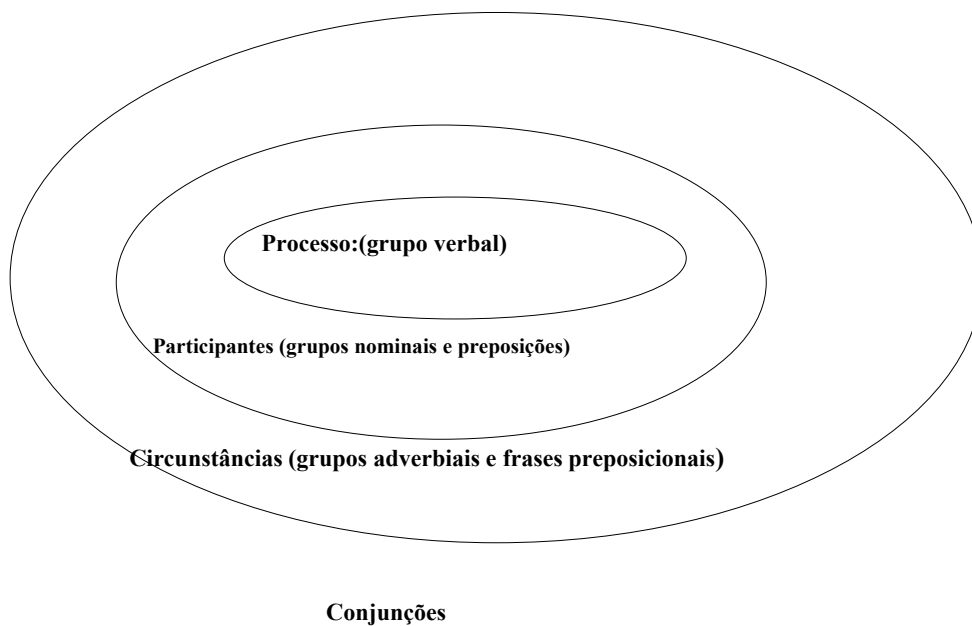 Processo:(grupo verbal)
Participantes (grupos nominais e preposições)
Circunstâncias (grupos adverbiais e frases preposicionais)
Conjunções